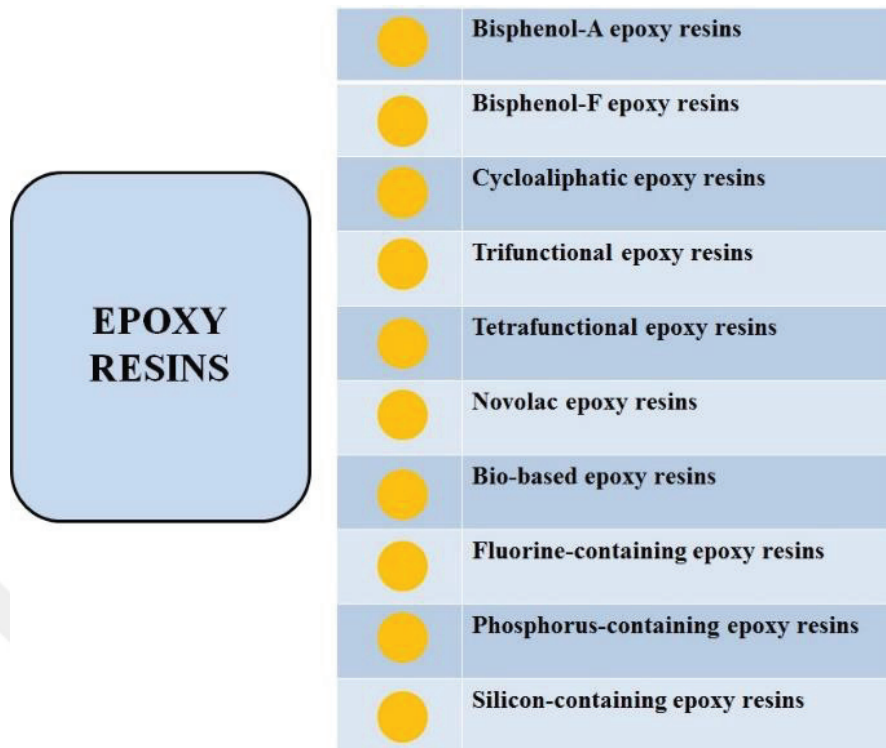 EPOXY
RESINS
Bisphenol-A epoxy resins
Bisphenol-F epoxy resins
Cycloaliphatic epoxy resins
Trifunctional epoxy resins
Tetrafunctional epoxy resins
Novolac epoxy resins
Bio-based epoxy resins
Fluorine-containing epoxy resins
Phosphorus-containing epoxy resins
Silicon-containing epoxy resins